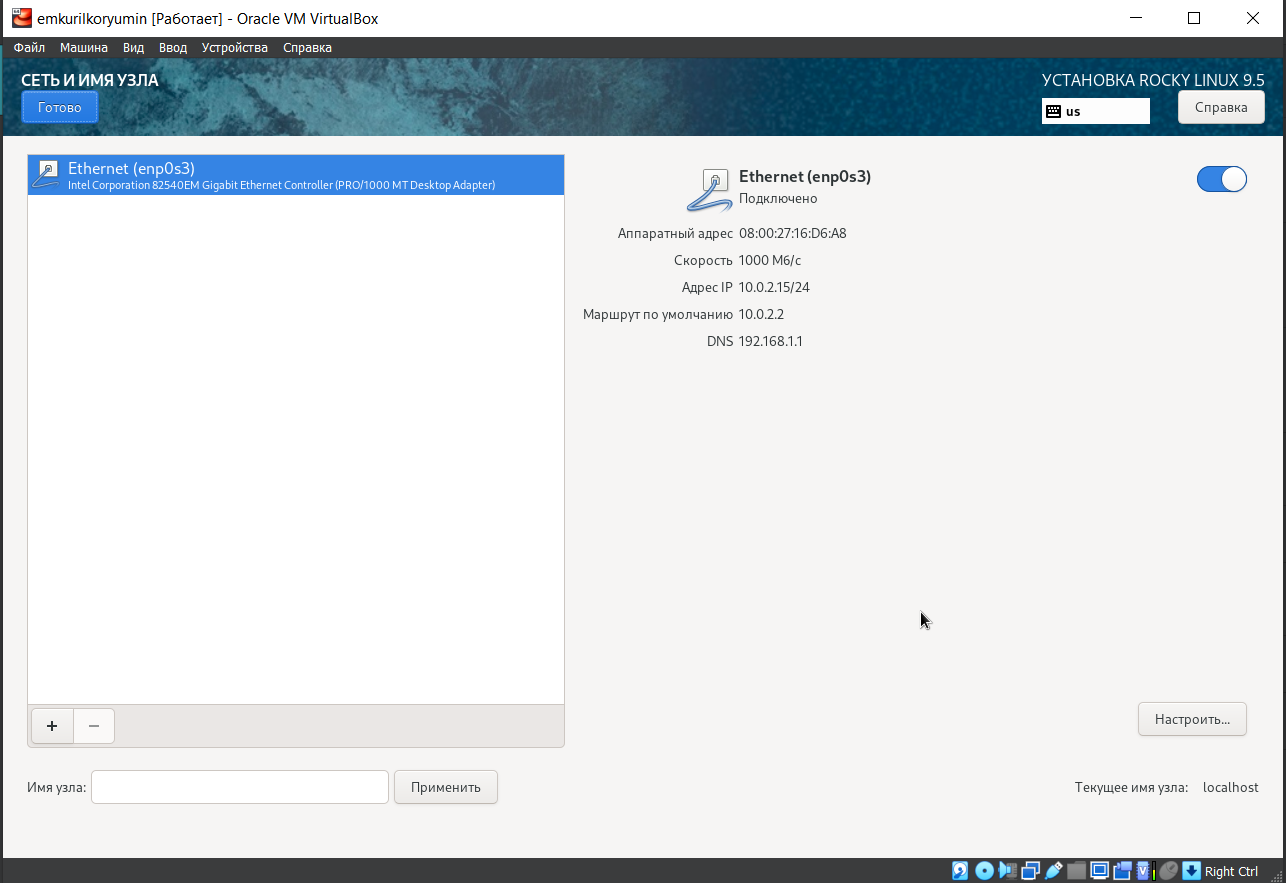 emkurilkoryumin [Работает] - Oracle VM VirtualBox
Файл Машина Вид Ввод Устройства Справка
СЕТЬ И ИМЯ УЗЛА
УСТАНОВКА ROCKY LINUX 9.5
Готово
us
Справка
Ethernet (enp0s3)
Intel Corporation 82540EM Gigabit Ethernet Controller (PRO/1000 MT Desktop Adapter)
Ethernet (enp0s3)
Подключено
Аппаратный адрес 08:00:27:16:D6:A8
Скорость 1000 Мб/с
Адрес IP 10.0.2.15/24
Маршрут по умолчанию 10.0.2.2
DNS 192.168.1.1
+ −
Настроить...
Имя узла:
Применить
Текущее имя узла: localhost
Right Ctrl